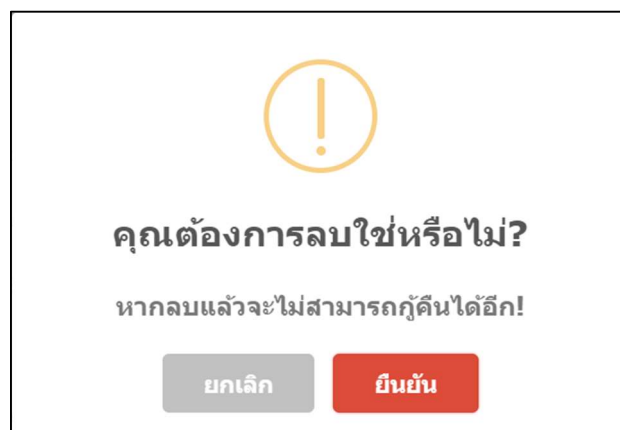 คุณต้องการลบใช่หรือไม่?
หากลบแล้วจะไม่สามารถกู้คืนได้อีก!
ยกเลิก ยืนยัน